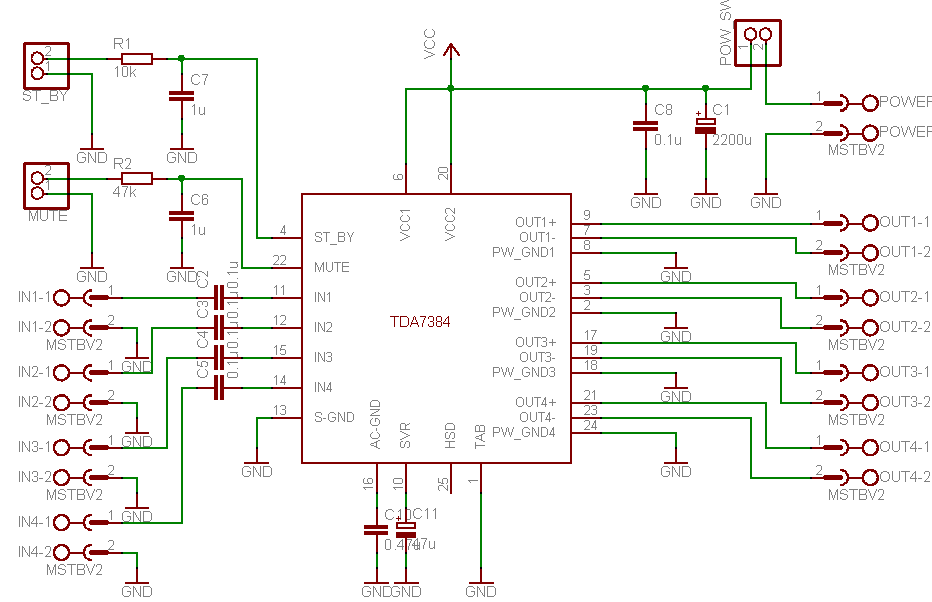 POW_SW
1
2
VCC
R1
10k
2
1
ST_BY
C7
1u
GND
GND
C8
0.1u
C1
+
2200u
GND
GND
GND
1
POWER
2
POWER
MSTBV2
R2
47k
2
1
MUTE
C6
1u
GND
GND
6
20
VCC1
VCC2
4
ST_BY
22
MUTE
11
IN1
12
IN2
15
IN3
14
IN4
13
S-GND
GND
TDA7384
AC-GND
SVR
HSD
TAB
16
10
25
1
OUT1+
9
OUT1-
7
PW_GND1
8
GND
OUT2+
5
OUT2-
3
PW_GND2
2
GND
OUT3+
17
OUT3-
19
PW_GND3
18
GND
OUT4+
21
OUT4-
23
PW_GND4
24
GND
C2
0.1u
C3
0.1u
C4
0.1u
C5
0.1u
IN1-1
1
IN1-2
2
MSTBV2
GND
IN2-1
1
IN2-2
2
MSTBV2
GND
IN3-1
1
IN3-2
2
MSTBV2
GND
IN4-1
1
IN4-2
2
MSTBV2
GND
1
OUT1-1
2
OUT1-2
MSTBV2
1
OUT2-1
2
OUT2-2
MSTBV2
1
OUT3-1
2
OUT3-2
MSTBV2
1
OUT4-1
2
OUT4-2
MSTBV2
C10
0.47u
+
C11
47u
GND
GND
GND